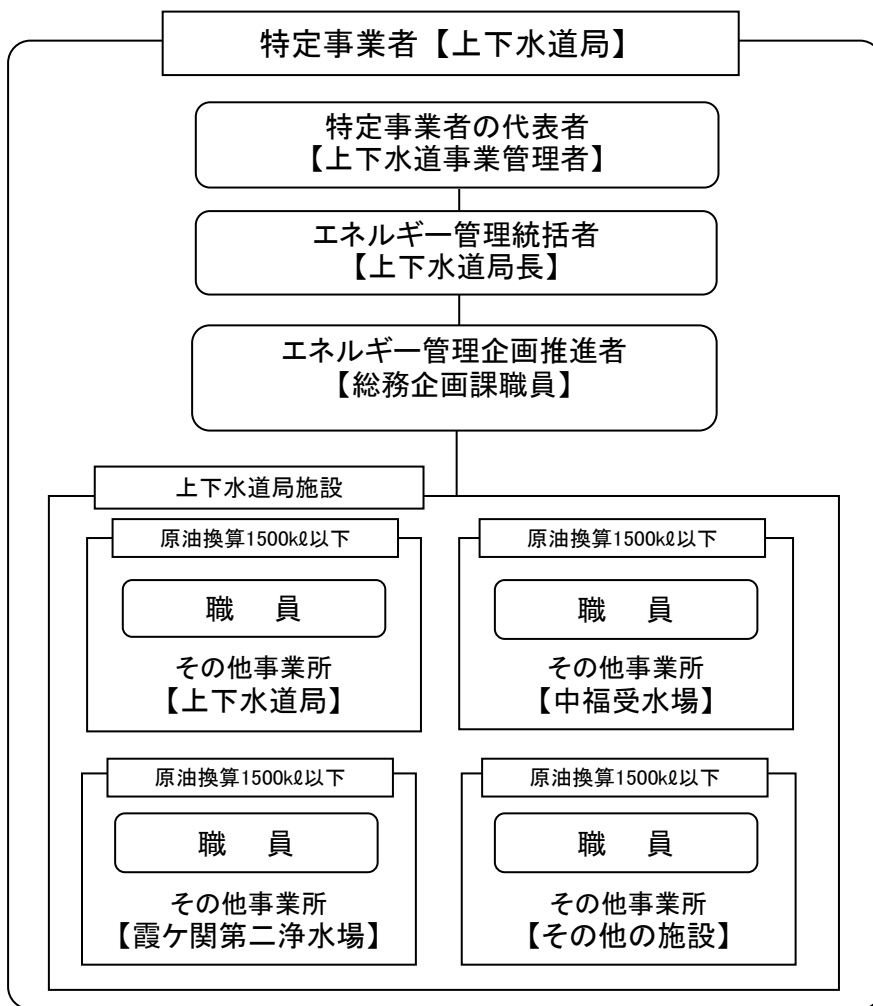 特定事業者【上下水道局】
特定事業者の代表者
【上下水道事業管理者】
エネルギー管理統括者
【上下水道局長】
エネルギー管理企画推進者
【総務企画課職員】
上下水道局施設
原油換算1500kℓ以下
職　員
その他事業所
【上下水道局】
原油換算1500kℓ以下
職　員
その他事業所
【中福受水場】
原油換算1500kℓ以下
職　員
その他事業所
【霞ケ関第二浄水場】
原油換算1500kℓ以下
職　員
その他事業所
【その他の施設】